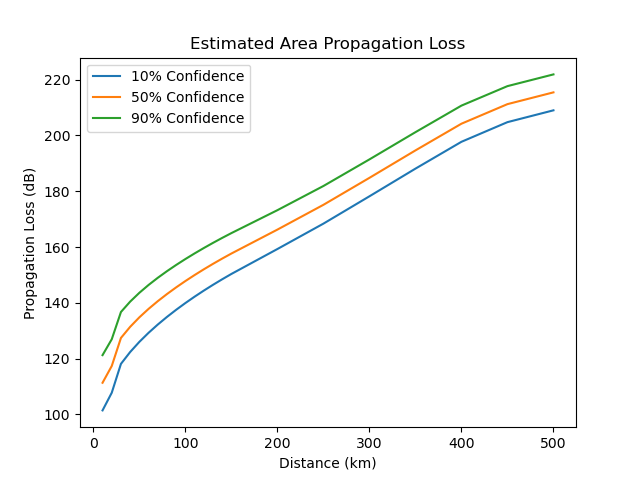 Estimated Area Propagation Loss
10% Confidence
50% Confidence
90% Confidence
Propagation Loss (dB)
220
200
180
160
140
120
100
0 100 200 300 400 500
Distance (km)